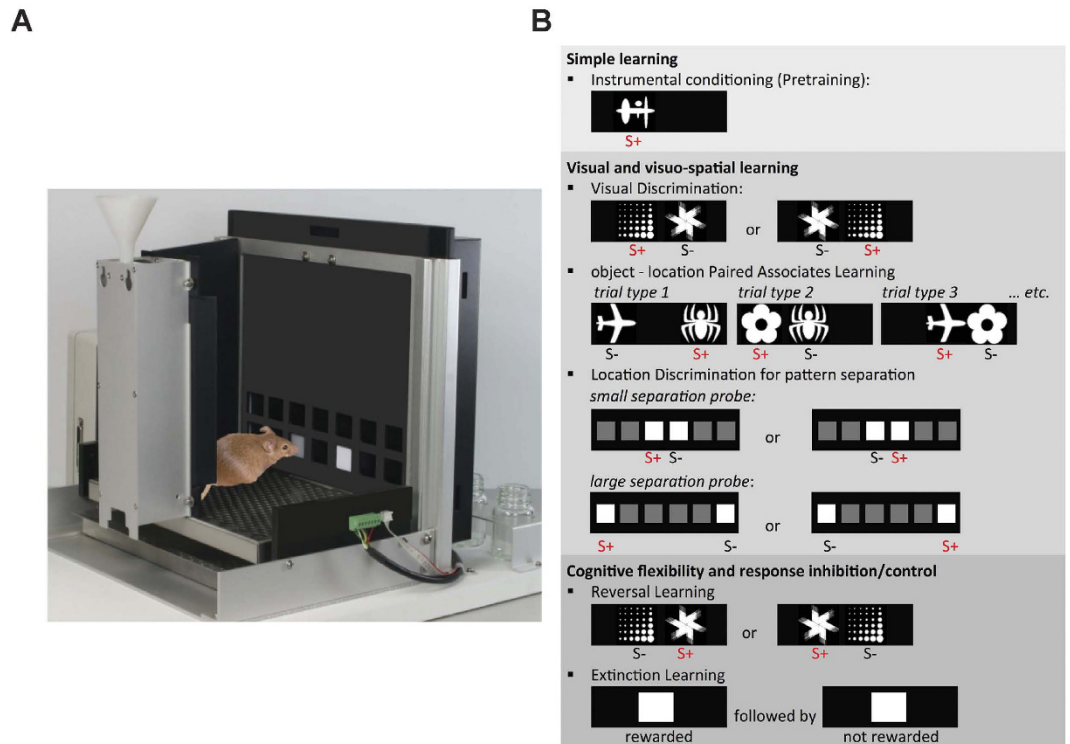 A
B
Simple learning
▪ Instrumental conditioning (Pretraining):
S+
Visual and visuo-spatial learning
▪ Visual Discrimination:
or
S+ S- S- S+
▪ object - location Paired Associates Learning
trial type 1 trial type 2 trial type 3 ... etc.
S- S+ S+ S- S+ S-
▪ Location Discrimination for pattern separation
small separation probe:
or
S+ S- S- S+
large separation probe:
or
S+ S- S- S+
Cognitive flexibility and response inhibition/control
▪ Reversal Learning
or
S- S+ S+ S-
▪ Extinction Learning
followed by
rewarded not rewarded